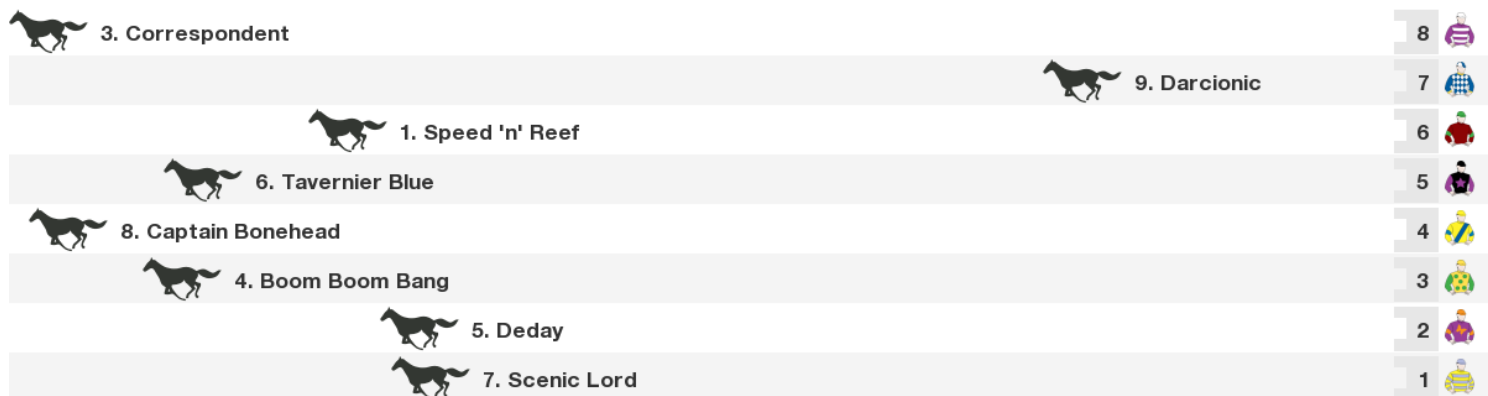 3. Correspondent 8
9. Darcionic 7
1. Speed 'n' Reef 6
6. Tavernier Blue 5
8. Captain Bonehead 4
4. Boom Boom Bang 3
5. Deday 2
7. Scenic Lord 1